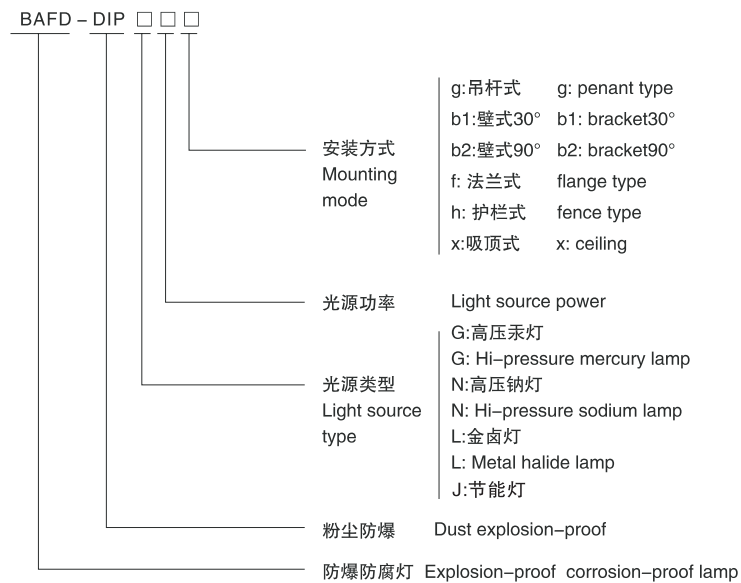 BAFD-DIP□□□
g:吊杆式 g: penant type
b1:壁式30° b1: bracket30°
b2:壁式90° b2: bracket90°
f: 法兰式 flange type
h: 护栏式 fence type
x:吸顶式 x: ceiling
安装方式
Mounting
mode
光源功率 Light source power
G:高压汞灯
G: Hi-pressure mercury lamp
N:高压钠灯
N: Hi-pressure sodium lamp
L:金卤灯
L: Metal halide lamp
J:节能灯
光源类型
Light source
type
粉尘防爆 Dust explosion-proof
防爆防腐灯 Explosion-proof corrosion-proof lamp